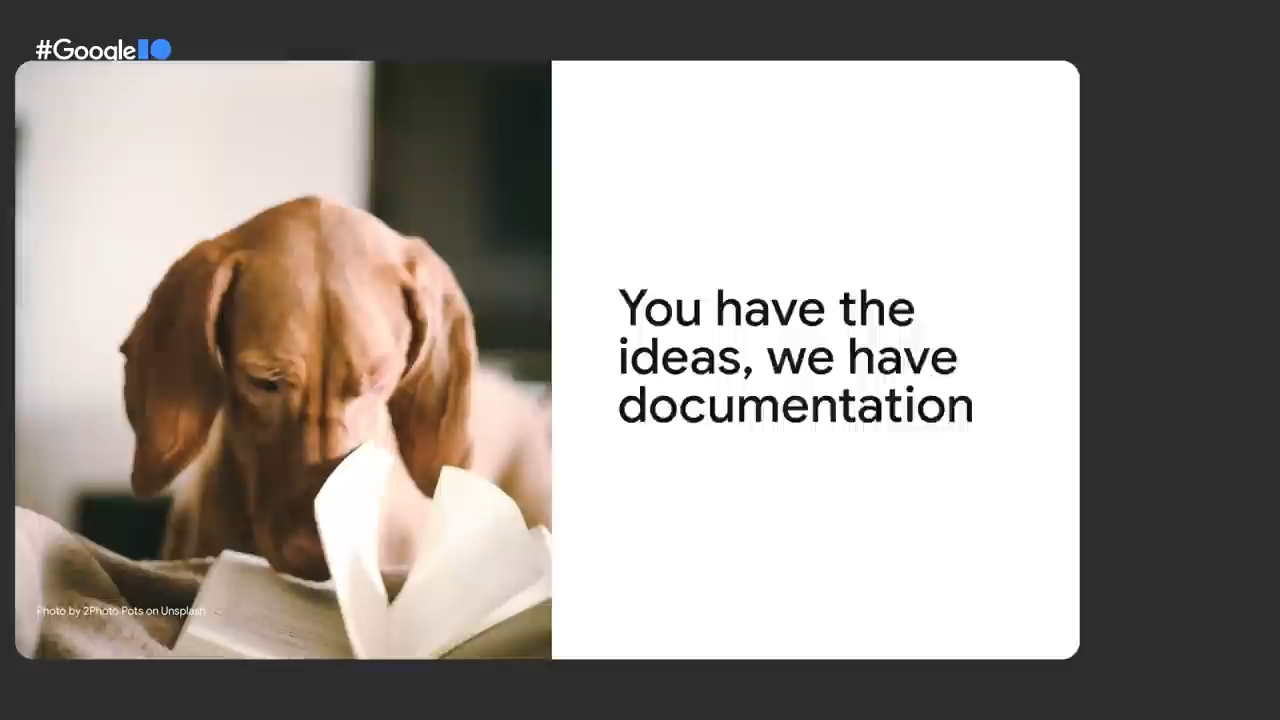 #GoogleIO
You have the
ideas, we have
documentation
Photo by 2Photo Pots on Unsplash